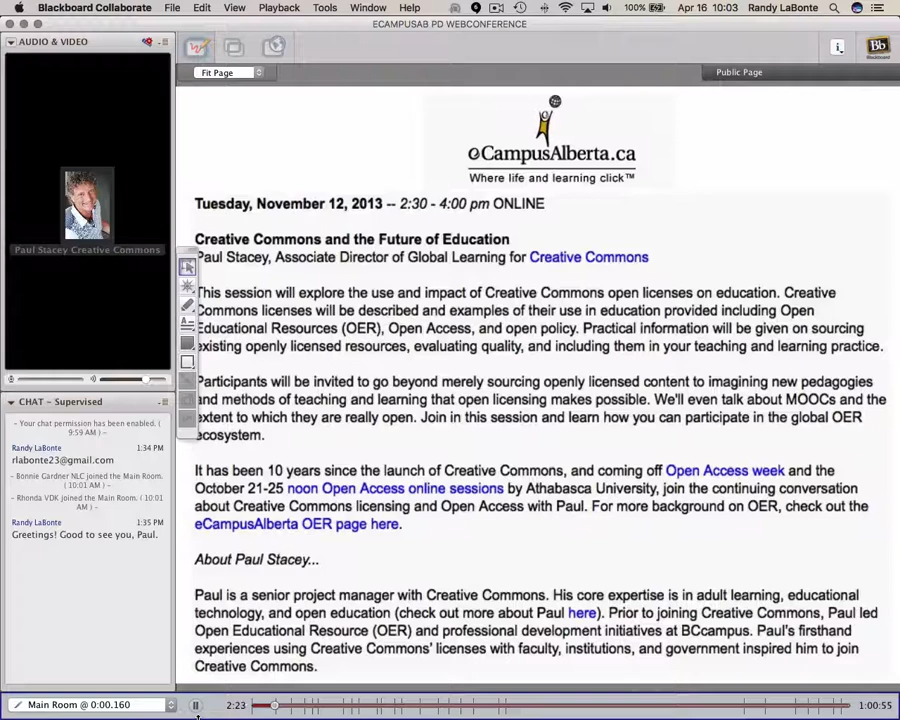 Blackboard Collaborate File Edit View Playback Tools Window Help 100% Apr 16 10:03 Randy LaBonte
ECAMPUSAB PD WEBCONFERENCE
AUDIO & VIDEO
i
Bb
Blackboard
Fit Page
Public Page
eCampusAlberta.ca
Where life and learning click™
Paul Stacey Creative Commons
Tuesday, November 12, 2013 -- 2:30 - 4:00 pm ONLINE
Creative Commons and the Future of Education
Paul Stacey, Associate Director of Global Learning for Creative Commons
This session will explore the use and impact of Creative Commons open licenses on education. Creative
Commons licenses will be described and examples of their use in education provided including Open
Educational Resources (OER), Open Access, and open policy. Practical information will be given on sourcing
existing openly licensed resources, evaluating quality, and including them in your teaching and learning practice.
Participants will be invited to go beyond merely sourcing openly licensed content to imagining new pedagogies
and methods of teaching and learning that open licensing makes possible. We'll even talk about MOOCs and the
extent to which they are really open. Join in this session and learn how you can participate in the global OER
ecosystem.
It has been 10 years since the launch of Creative Commons, and coming off Open Access week and the
October 21-25 noon Open Access online sessions by Athabasca University, join the continuing conversation
about Creative Commons licensing and Open Access with Paul. For more background on OER, check out the
eCampusAlberta OER page here.
About Paul Stacey...
Paul is a senior project manager with Creative Commons. His core expertise is in adult learning, educational
technology, and open education (check out more about Paul here). Prior to joining Creative Commons, Paul led
Open Educational Resource (OER) and professional development initiatives at BCcampus. Paul's firsthand
experiences using Creative Commons' licenses with faculty, institutions, and government inspired him to join
Creative Commons.
CHAT - Supervised
- Your chat permission has been enabled. (
9:59 AM ) -
Randy LaBonte 1:34 PM
rlabonte23@gmail.com
- Bonnie Gardner NLC joined the Main Room.
( 10:01 AM ) -
- Rhonda VDK joined the Main Room. ( 10:01
AM ) -
Randy LaBonte 1:35 PM
Greetings! Good to see you, Paul.
Main Room @ 0:00.160
2:23
1:00:55